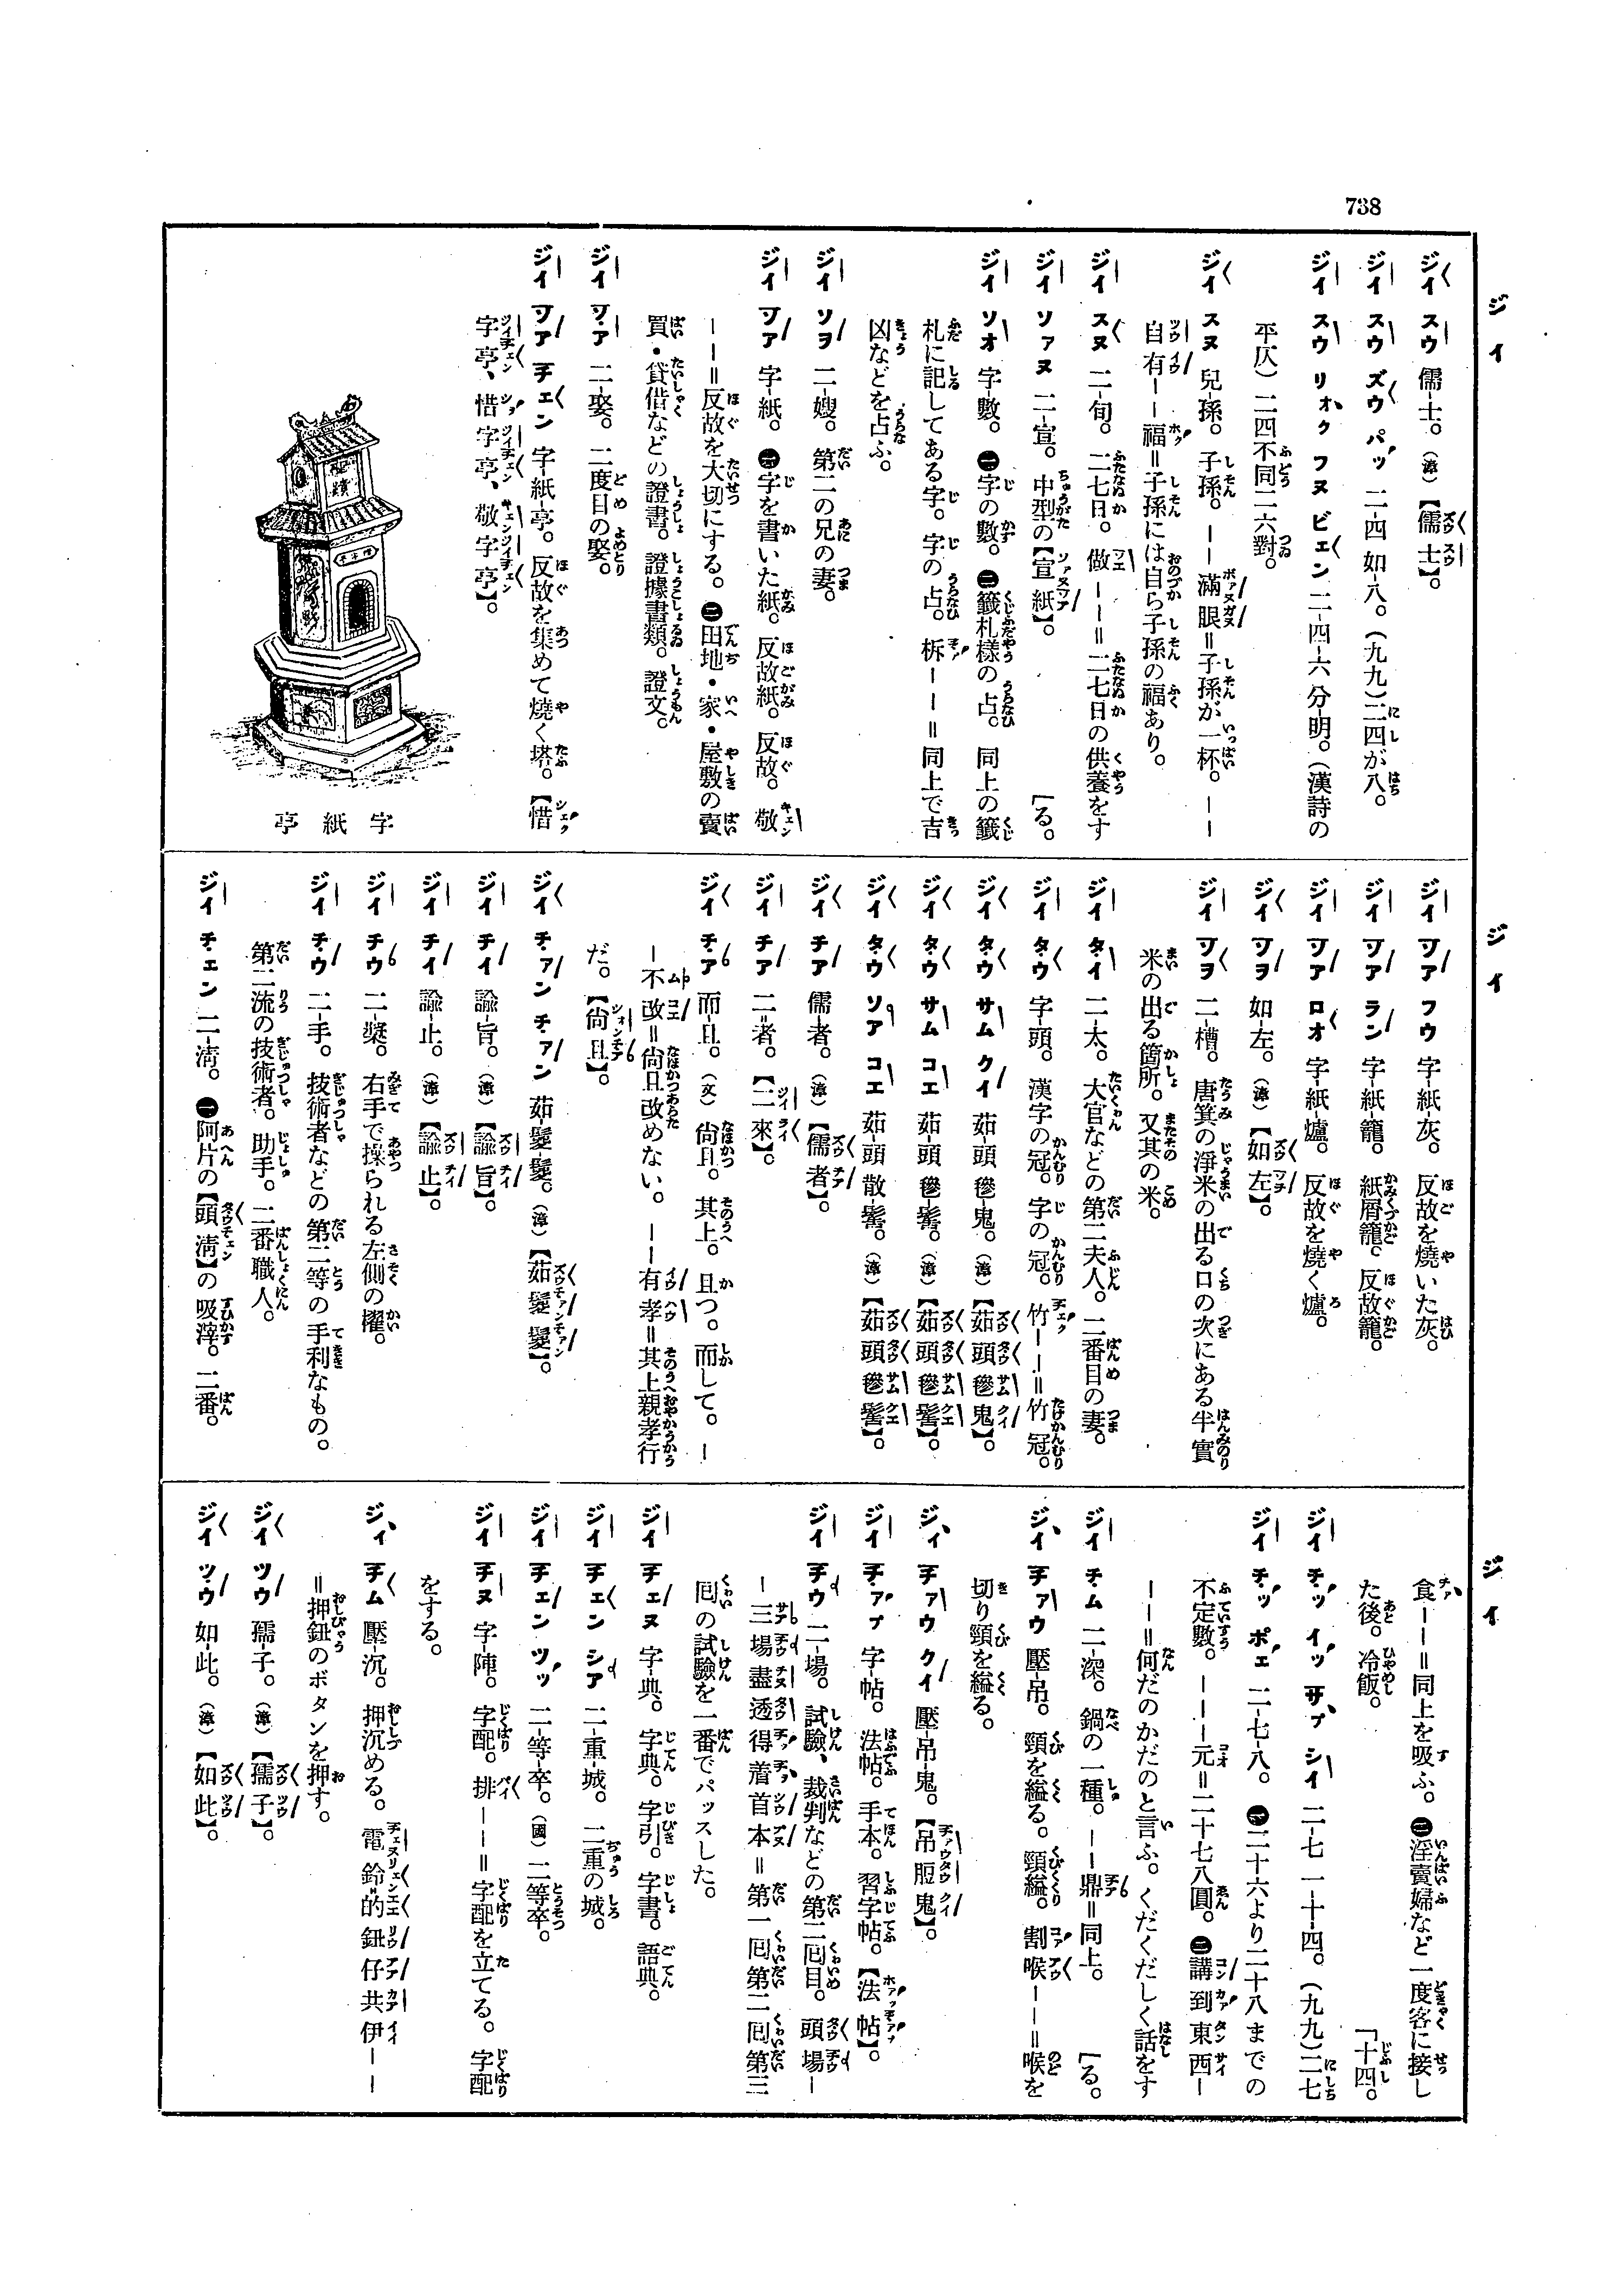 738
ジイ
ジイ スウ 儒-士。（漳）【儒士】。
ジイ スウ ズウ パッ 二-四 如-八。（九九）二四が八。
ジイ スウ リオク フヌ ビェン 二-四-六 分-明。（漢詩の
平仄）二四不同二六對。
ジイ スヌ 兒-孫。子孫。－－滿眼＝子孫が一杯。－－
自有－－福＝子孫には自ら子孫の福あり。
ジイ スヌ 二-旬。二七日。做－－＝二七日の供養をす
［る。
ジイ ソァヌ 二-宣。中型の【宣紙】。
ジイ ソオ 字-數。㊀字の數。㊁籤札樣の占。同上の籤
札に記してある字。字の占。柝－－＝同上で吉
凶などを占ふ。
ジイ ソヲ 二-嫂。第二の兄の妻。
ジイ ヅァ 字-紙。㊀字を書いた紙。反故紙。反故。敬
－－＝反故を大切にする。㊁田地・家・屋敷の賣
買・貸借などの證書。證據書類。證文。
ジイ ヅァ 二-娶。二度目の娶。
ジイ ヅァ チェン 字-紙-亭。反故を集めて燒く塔。【惜
字亭、惜字亭、敬字亭】。
字紙亭
ジイ
ジイ ヅァ フウ 字-紙-灰。反故を燒いた灰。
ジイ ヅァ ラン 字-紙-籠。紙屑籠。反故籠。
ジイ ヅァ ロオ 字-紙-爐。反故を燒く爐。
ジイ ヅヲ 如-左。（漳）【如左】。
ジイ ヅヲ 二-槽。唐箕の淨米の出る口の次にある半實
米の出る箇所。又其の米。
ジイ タイ 二-太。大官などの第二夫人。二番目の妻。
ジイ タウ 字-頭。漢字の冠。字の冠。竹－－＝竹冠。
ジイ タウ サム クイ 茹-頭 鬖-鬼。（漳）【茹頭鬖鬼】。
ジイ タウ サム コエ 茹-頭 鬖-髻。（漳）【茹頭鬖髻】。
ジイ タウ ソア コエ 茹-頭 散-髻。（漳）【茹頭鬖髻】。
ジイ チア 儒-者。（漳）【儒者】。
ジイ チア 二=者。【二來】。
ジイ チア 而-且。（文）尙且。其上。且つ。而して。－
－不改＝尙且改めない。－－有孝＝其上親孝行
だ。【尙且】。
ジイ チァン チァン 茹-鬕-鬕。（漳）【茹鬕鬕】。
ジイ チイ 諭-旨。（漳）【諭旨】。
ジイ チイ 諭-止。（漳）【諭止】。
ジイ チウ 二-槳。右手で操られる左側の櫂。
ジイ チウ 二-手。技術者などの第二等の手利なもの。
第二流の技術者。助手。二番職人。
ジイ チェン 二-淸。㊀阿片の【頭淸】の吸滓。二番。
ジイ
食－－＝同上を吸ふ。㊁淫賣婦など一度客に接し
た後。冷飯。
［十四。
ジイ チッ イッ サプ シイ 二-七 一-十-四。（九九）二七
ジイ チッ ポェ 二-七-八。㊀二十六より二十八までの
不定數。－－－元＝二十七八圓。㊁講到東西－
－－＝何だのかだのと言ふ。くだくだしく話をす
［る。
ジイ チム 二-深。鍋の一種。－－鼎＝同上。
ジイ チァウ 壓-吊。頸を縊る。頸縊。割喉－－＝喉を
切り頸を縊る。
ジイ チァウ クイ 壓-吊-鬼。【吊脰鬼】。
ジイ チァプ 字-帖。法帖。手本。習字帖。【法帖】。
ジイ チウ 二-場。試驗、裁判などの第二囘目。頭場－
－三場盡透得着首本＝第一囘第二囘第三
囘の試驗を一番でパッスした。
ジイ チェヌ 字-典。字典。字引。字書。語典。
ジイ チェン シア 二-重-城。二重の城。
ジイ チェン ツッ 二-等-卒。（國）二等卒。
ジイ チヌ 字-陣。字配。排－－＝字配を立てる。字配
をする。
ジイ チム 壓-沉。押沉める。電鈴的鈕仔共伊－－
＝押鈕のボタンを押す。
ジイ ツウ 孺-子。（漳）【孺子】。
ジイ ツウ 如-此。（漳）【如此】。